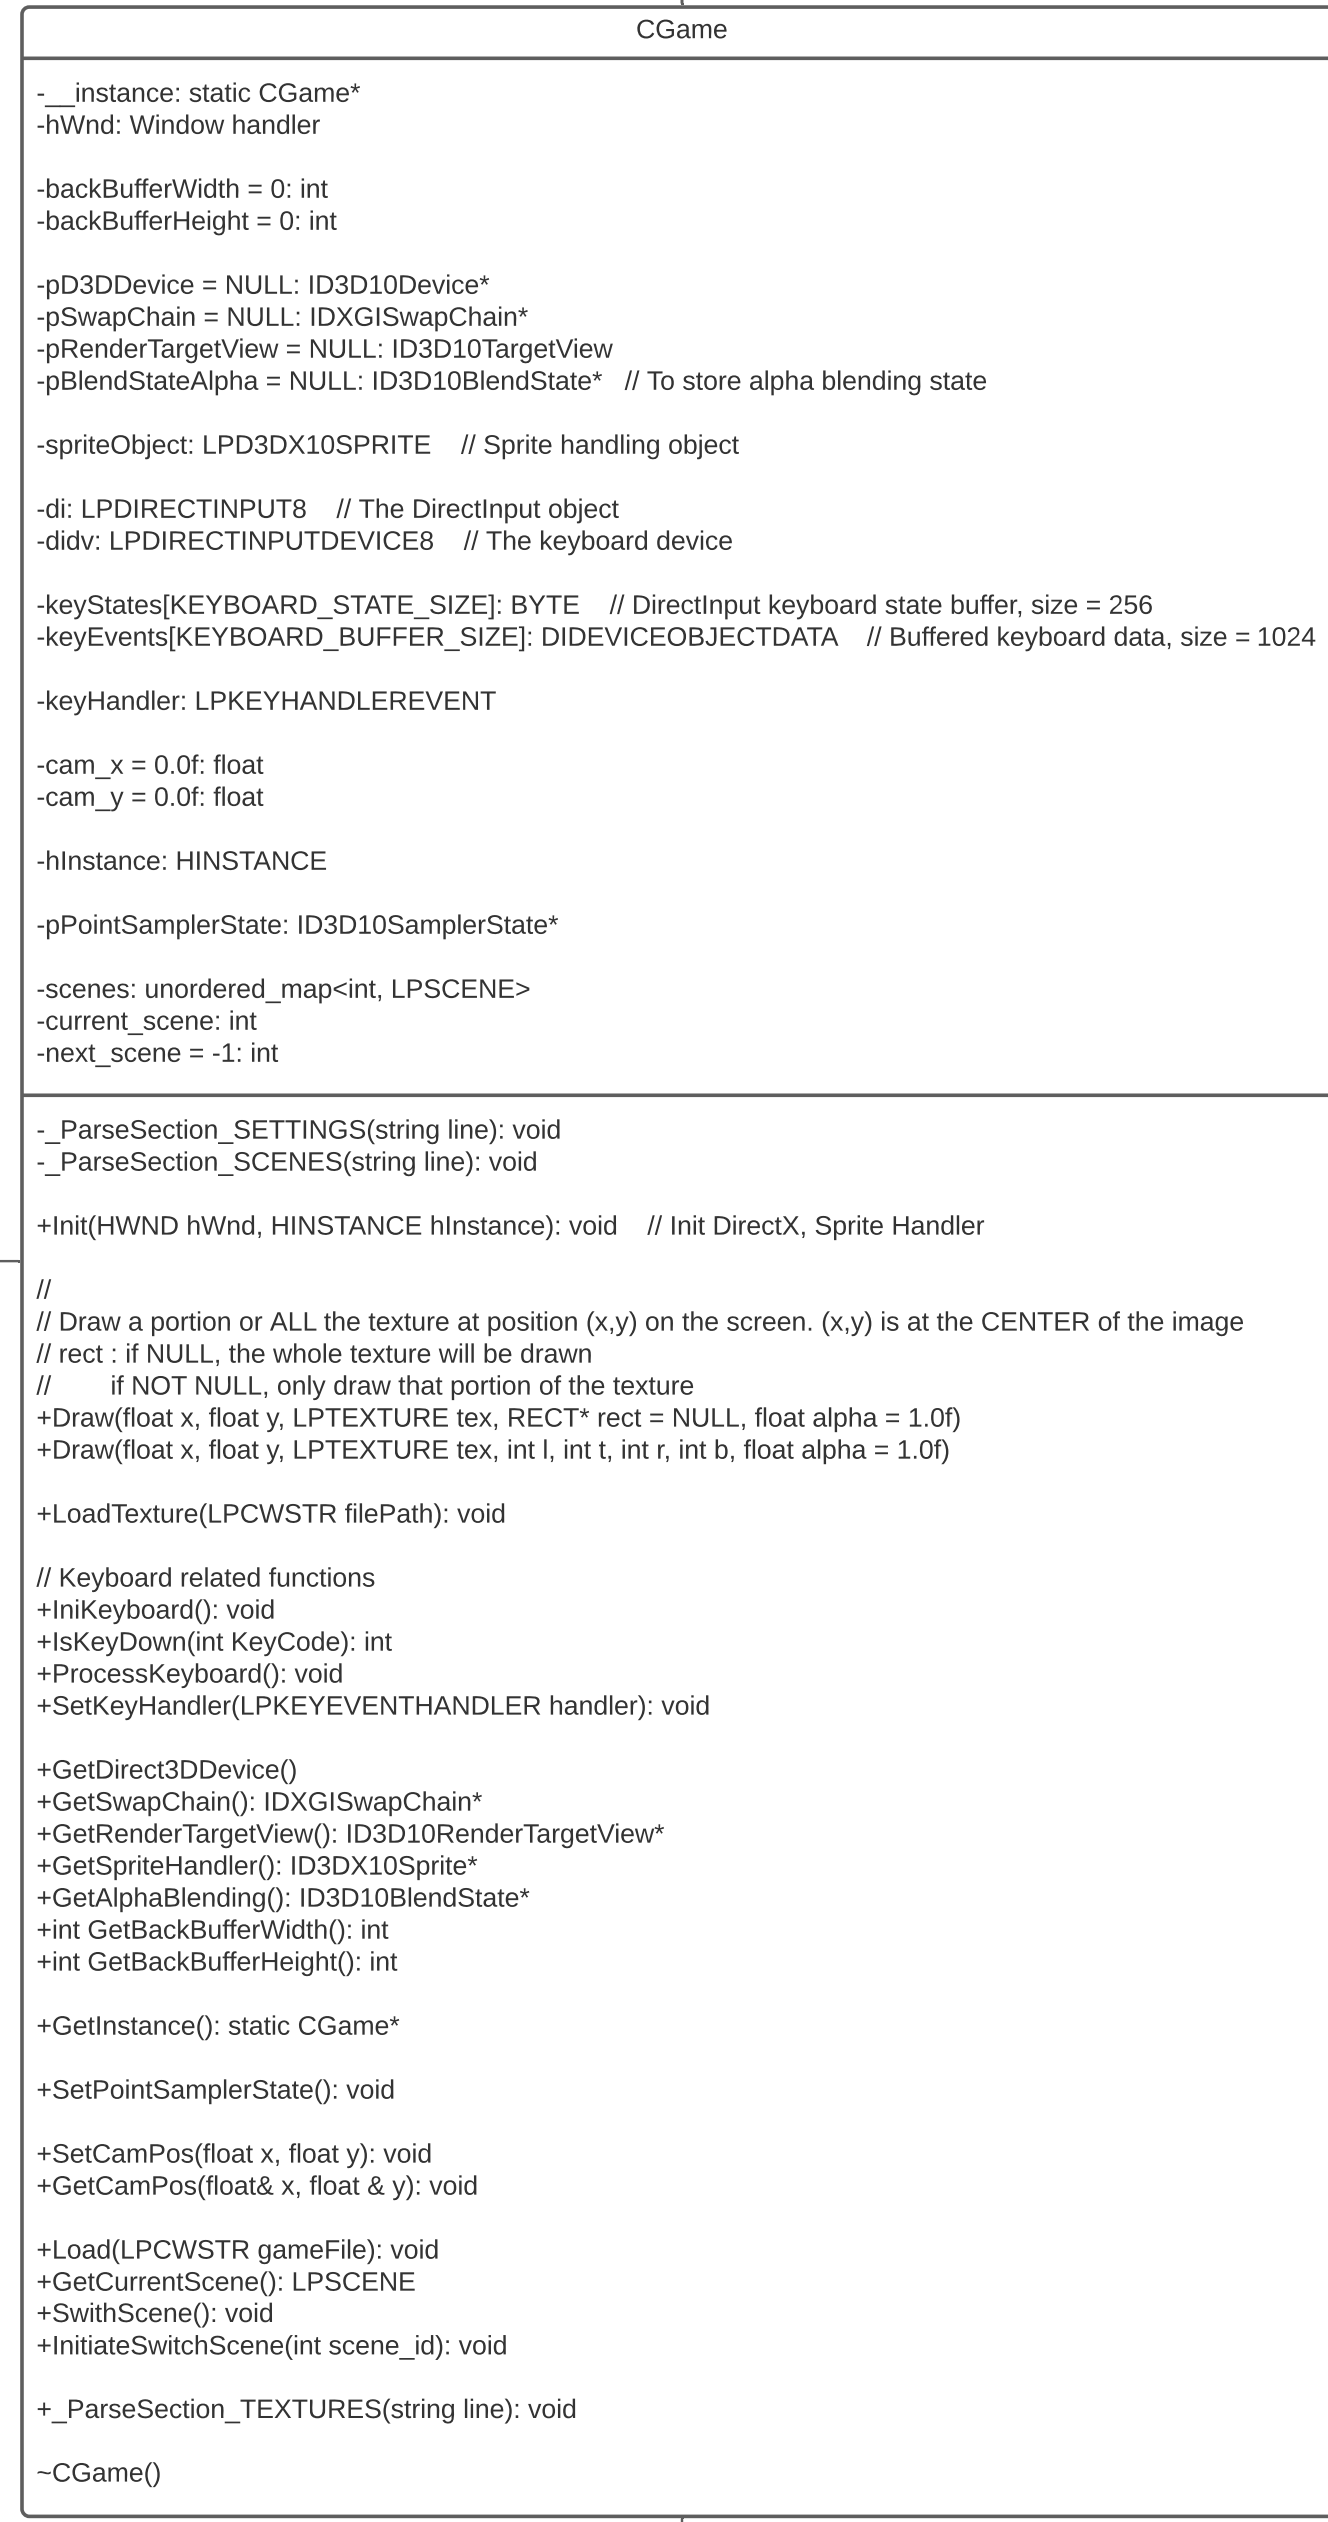 CGame
-__instance: static CGame*
-hWnd: Window handler
-backBufferWidth = 0: int
-backBufferHeight = 0: int
-pD3DDevice = NULL: ID3D10Device*
-pSwapChain = NULL: IDXGISwapChain*
-pRenderTargetView = NULL: ID3D10TargetView
-pBlendStateAlpha = NULL: ID3D10BlendState*   // To store alpha blending state
-spriteObject: LPD3DX10SPRITE    // Sprite handling object
-di: LPDIRECTINPUT8    // The DirectInput object
-didv: LPDIRECTINPUTDEVICE8    // The keyboard device
-keyStates[KEYBOARD_STATE_SIZE]: BYTE    // DirectInput keyboard state buffer, size = 256
-keyEvents[KEYBOARD_BUFFER_SIZE]: DIDEVICEOBJECTDATA    // Buffered keyboard data, size = 1024
-keyHandler: LPKEYHANDLEREVENT
-cam_x = 0.0f: float
-cam_y = 0.0f: float
-hInstance: HINSTANCE
-pPointSamplerState: ID3D10SamplerState*
-scenes: unordered_map<int, LPSCENE>
-current_scene: int
-next_scene = -1: int
-_ParseSection_SETTINGS(string line): void
-_ParseSection_SCENES(string line): void
+Init(HWND hWnd, HINSTANCE hInstance): void    // Init DirectX, Sprite Handler
//
// Draw a portion or ALL the texture at position (x,y) on the screen. (x,y) is at the CENTER of the image
// rect : if NULL, the whole texture will be drawn
//        if NOT NULL, only draw that portion of the texture
+Draw(float x, float y, LPTEXTURE tex, RECT* rect = NULL, float alpha = 1.0f)
+Draw(float x, float y, LPTEXTURE tex, int l, int t, int r, int b, float alpha = 1.0f)
+LoadTexture(LPCWSTR filePath): void
// Keyboard related functions
+IniKeyboard(): void
+IsKeyDown(int KeyCode): int
+ProcessKeyboard(): void
+SetKeyHandler(LPKEYEVENTHANDLER handler): void
+GetDirect3DDevice()
+GetSwapChain(): IDXGISwapChain*
+GetRenderTargetView(): ID3D10RenderTargetView*
+GetSpriteHandler(): ID3DX10Sprite*
+GetAlphaBlending(): ID3D10BlendState*
+int GetBackBufferWidth(): int
+int GetBackBufferHeight(): int
+GetInstance(): static CGame*
+SetPointSamplerState(): void
+SetCamPos(float x, float y): void
+GetCamPos(float& x, float & y): void
+Load(LPCWSTR gameFile): void
+GetCurrentScene(): LPSCENE
+SwithScene(): void
+InitiateSwitchScene(int scene_id): void
+_ParseSection_TEXTURES(string line): void
~CGame()